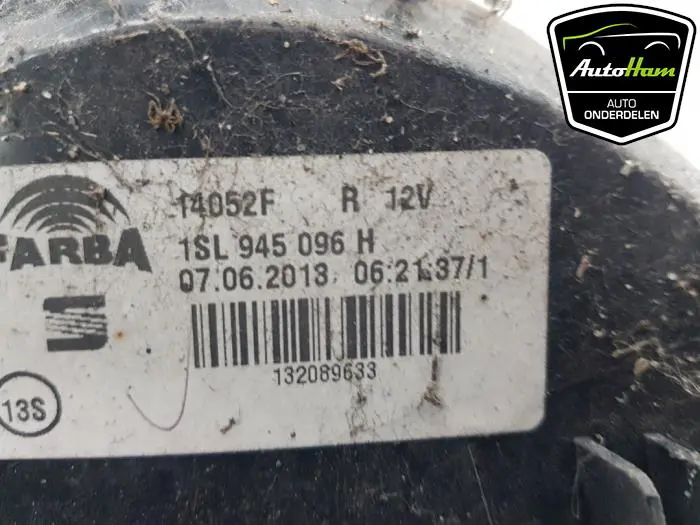 AutoHam
AUTO
ONDERDELEN
14052F R 12V
FARBA
1SL 945 096 H
07.06.2013 06:21:37/1
132089633
13S